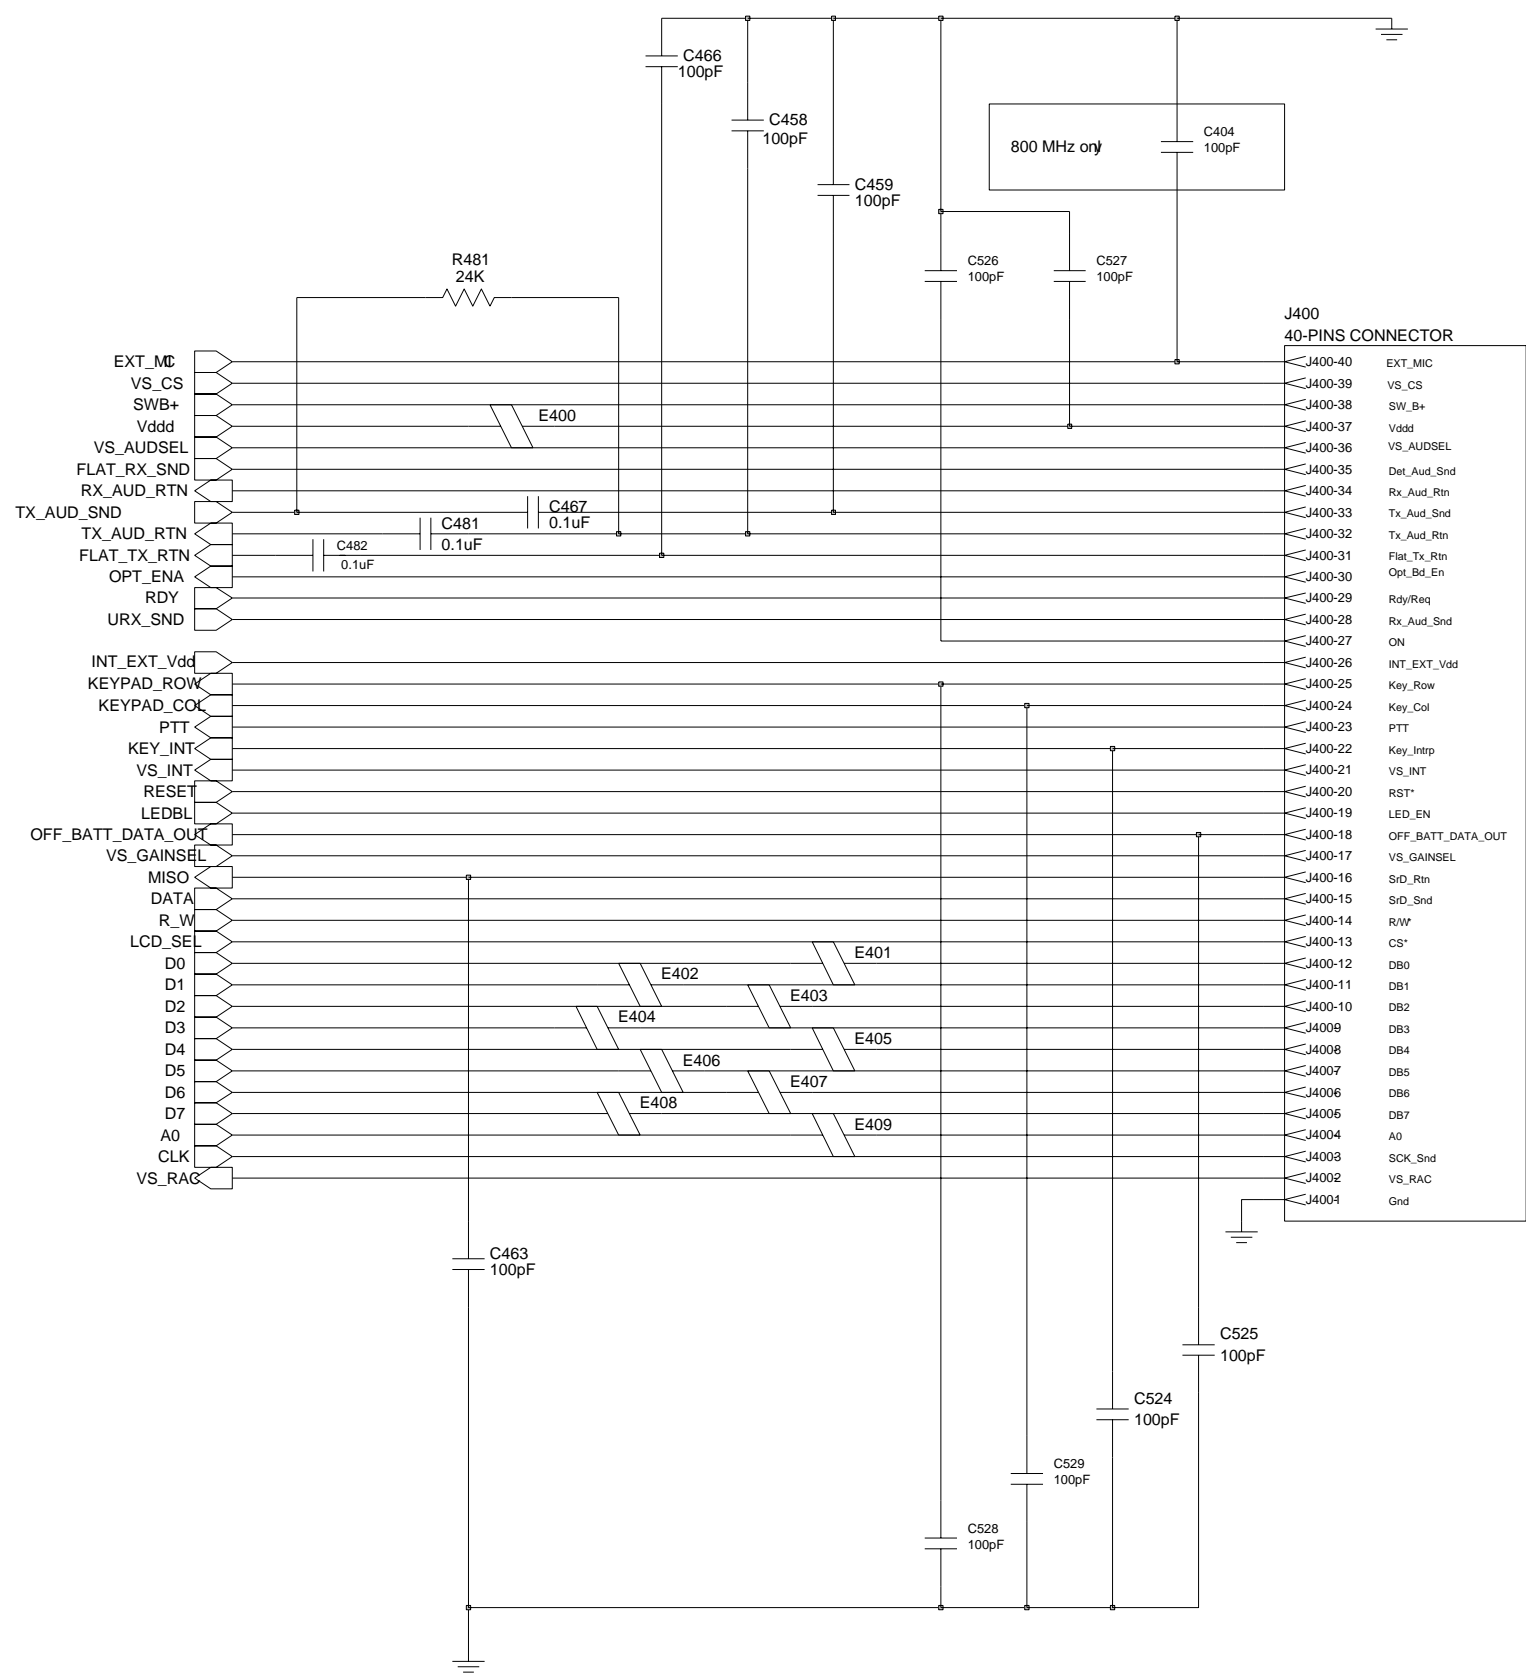 C466
100pF
C458
100pF
C404
100pF
800 MHz only
C459
100pF
R481
24K
C526
100pF
C527
100pF
J400
40-PINS CONNECTOR
EXT_MIC
J400-40
EXT_MIC
VS_CS
J400-39
VS_CS
SWB+
E400
J400-38
SW_B+
Vddd
J400-37
Vddd
VS_AUDSEL
J400-36
VS_AUDSEL
FLAT_RX_SND
J400-35
Det_Aud_Snd
RX_AUD_RTN
J400-34
Rx_Aud_Rtn
TX_AUD_SND
C467
0.1uF
J400-33
Tx_Aud_Snd
TX_AUD_RTN
C481
0.1uF
J400-32
Tx_Aud_Rtn
FLAT_TX_RTN
C482
0.1uF
J400-31
Flat_Tx_Rtn
OPT_ENA
J400-30
Opt_Bd_En
RDY
J400-29
Rdy/Req
URX_SND
J400-28
Rx_Aud_Snd
J400-27
ON
INT_EXT_Vdd
J400-26
INT_EXT_Vdd
KEYPAD_ROW
J400-25
Key_Row
KEYPAD_COL
J400-24
Key_Col
PTT
J400-23
PTT
KEY_INT
J400-22
Key_Intrp
VS_INT
J400-21
VS_INT
RESET
J400-20
RST*
LEDBL
J400-19
LED_EN
OFF_BATT_DATA_OUT
J400-18
OFF_BATT_DATA_OUT
VS_GAINSEL
J400-17
VS_GAINSEL
MISO
J400-16
SrD_Rtn
DATA
J400-15
SrD_Snd
R_W
J400-14
R/W*
LCD_SEL
E401
J400-13
CS*
D0
E402
J400-12
DB0
D1
E403
J400-11
DB1
D2
E404
J400-10
DB2
D3
E405
J400-9
DB3
D4
E406
J400-8
DB4
D5
E407
J400-7
DB5
D6
E408
J400-6
DB6
D7
E409
J400-5
DB7
A0
J400-4
A0
CLK
J400-3
SCK_Snd
VS_RAC
J400-2
VS_RAC
J400-1
Gnd
C463
100pF
C525
100pF
C524
100pF
C529
100pF
C528
100pF